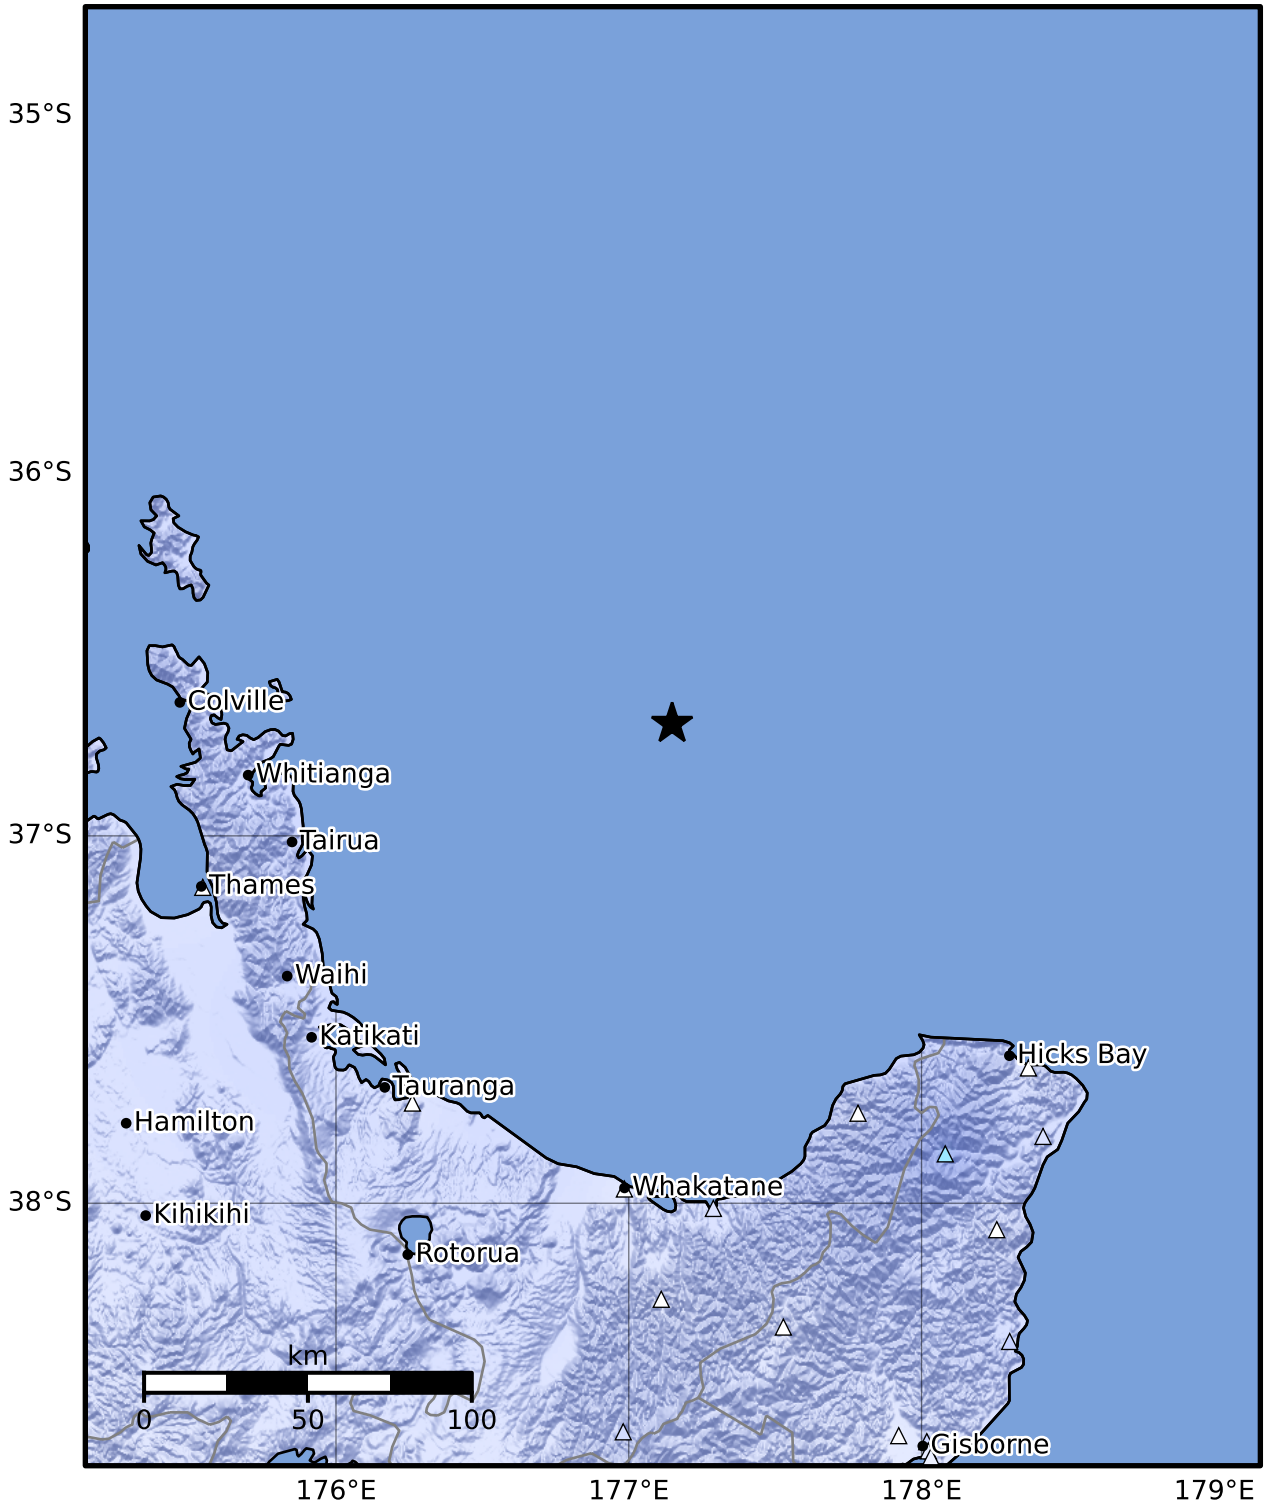 35°S
36°S
Colville
Whitianga
37°S
Tairua
Thames
Waihi
Katikati
Hicks Bay
Tauranga
Hamilton
Whakatane
38°S
Kihikihi
Rotorua
km
0 50 100
Gisborne
176°E 177°E 178°E 179°E